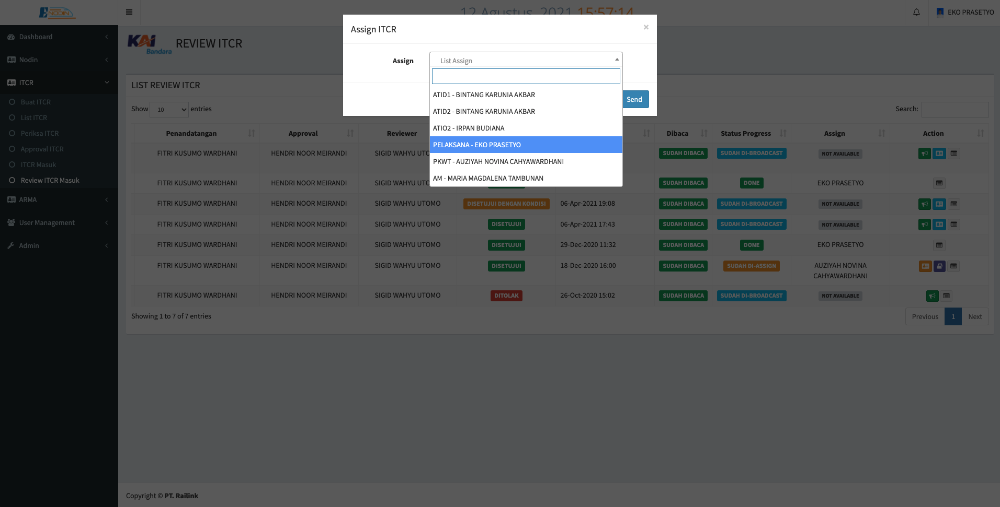 NODIN
12 Agustus, 2021 15:57:14
EKO PRASETYO
Dashboard
Nodin
ITCR
Buat ITCR
List ITCR
Periksa ITCR
Approval ITCR
ITCR Masuk
Review ITCR Masuk
ARMA
User Management
Admin
KAI Bandara
REVIEW ITCR
Assign ITCR
×
Assign
List Assign
ATID1 - BINTANG KARUNIA AKBAR
ATID2 - BINTANG KARUNIA AKBAR
ATIO2 - IRPAN BUDIANA
PELAKSANA - EKO PRASETYO
PKWT - AUZIYAH NOVINA CAHYAWARDHANI
AM - MARIA MAGDALENA TAMBUNAN
Send
LIST REVIEW ITCR
Show 10 entries
Search:
Penandatangan Approval Reviewer Dibaca Status Progress Assign Action
FITRI KUSUMO WARDHANI HENDRI NOOR MEIRANDI SIGID WAHYU SUDAH DIBACA SUDAH DI-BROADCAST NOT AVAILABLE
FITRI KUSUMO WARDHANI HENDRI NOOR MEIRANDI SIGID WAHYU SUDAH DIBACA DONE EKO PRASETYO
FITRI KUSUMO WARDHANI HENDRI NOOR MEIRANDI SIGID WAHYU UTOMO DISETUJUI DENGAN KONDISI 06-Apr-2021 19:08 SUDAH DIBACA SUDAH DI-BROADCAST NOT AVAILABLE
FITRI KUSUMO WARDHANI HENDRI NOOR MEIRANDI SIGID WAHYU UTOMO DISETUJUI 06-Apr-2021 17:43 SUDAH DIBACA SUDAH DI-BROADCAST NOT AVAILABLE
FITRI KUSUMO WARDHANI HENDRI NOOR MEIRANDI SIGID WAHYU UTOMO DISETUJUI 29-Dec-2020 11:32 SUDAH DIBACA DONE EKO PRASETYO
FITRI KUSUMO WARDHANI HENDRI NOOR MEIRANDI SIGID WAHYU UTOMO DISETUJUI 18-Dec-2020 16:00 SUDAH DIBACA SUDAH DI-ASSIGN AUZIYAH NOVINA
CAHYAWARDHANI
FITRI KUSUMO WARDHANI HENDRI NOOR MEIRANDI SIGID WAHYU UTOMO DITOLAK 26-Oct-2020 15:02 SUDAH DIBACA SUDAH DI-BROADCAST NOT AVAILABLE
Showing 1 to 7 of 7 entries
Previous 1 Next
Copyright © PT. Railink